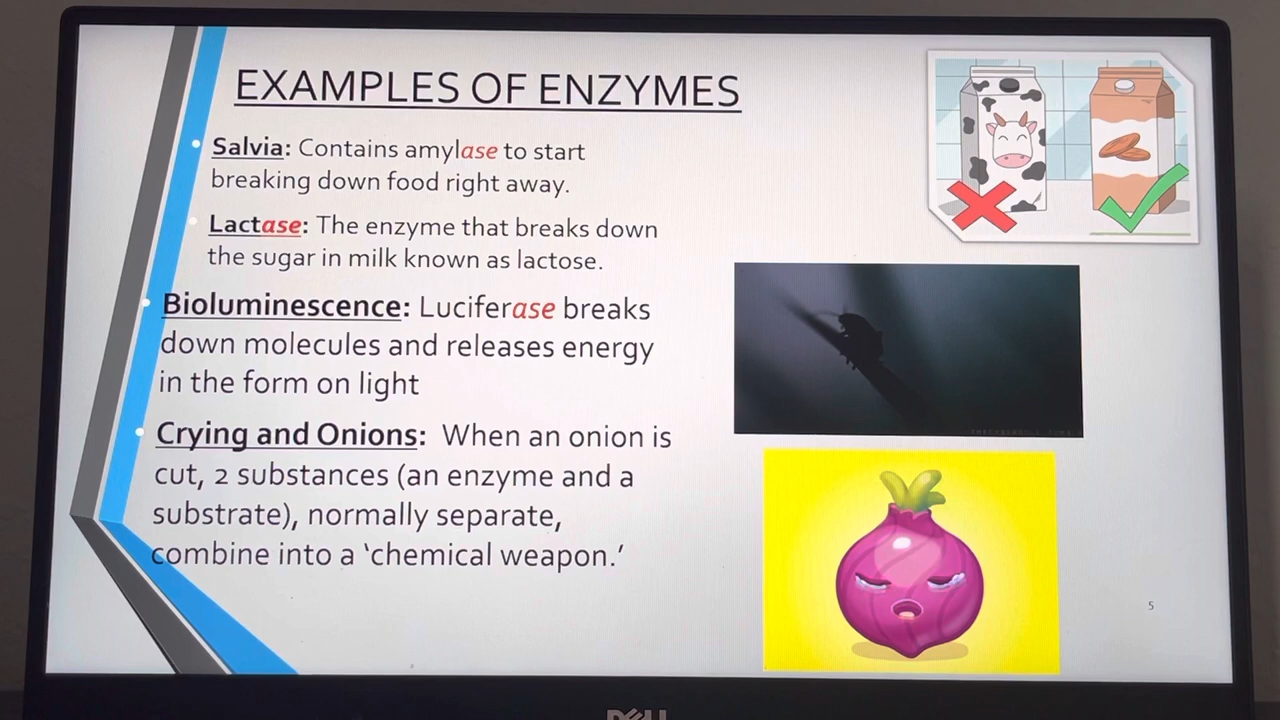 EXAMPLES OF ENZYMES
Salvia: Contains amylase to start
breaking down food right away.
Lactase: The enzyme that breaks down
the sugar in milk known as lactose.
Bioluminescence: Luciferase breaks
down molecules and releases energy
in the form on light
Crying and Onions: When an onion is
cut, 2 substances (an enzyme and a
substrate), normally separate,
combine into a ‘chemical weapon.’
5
DELL